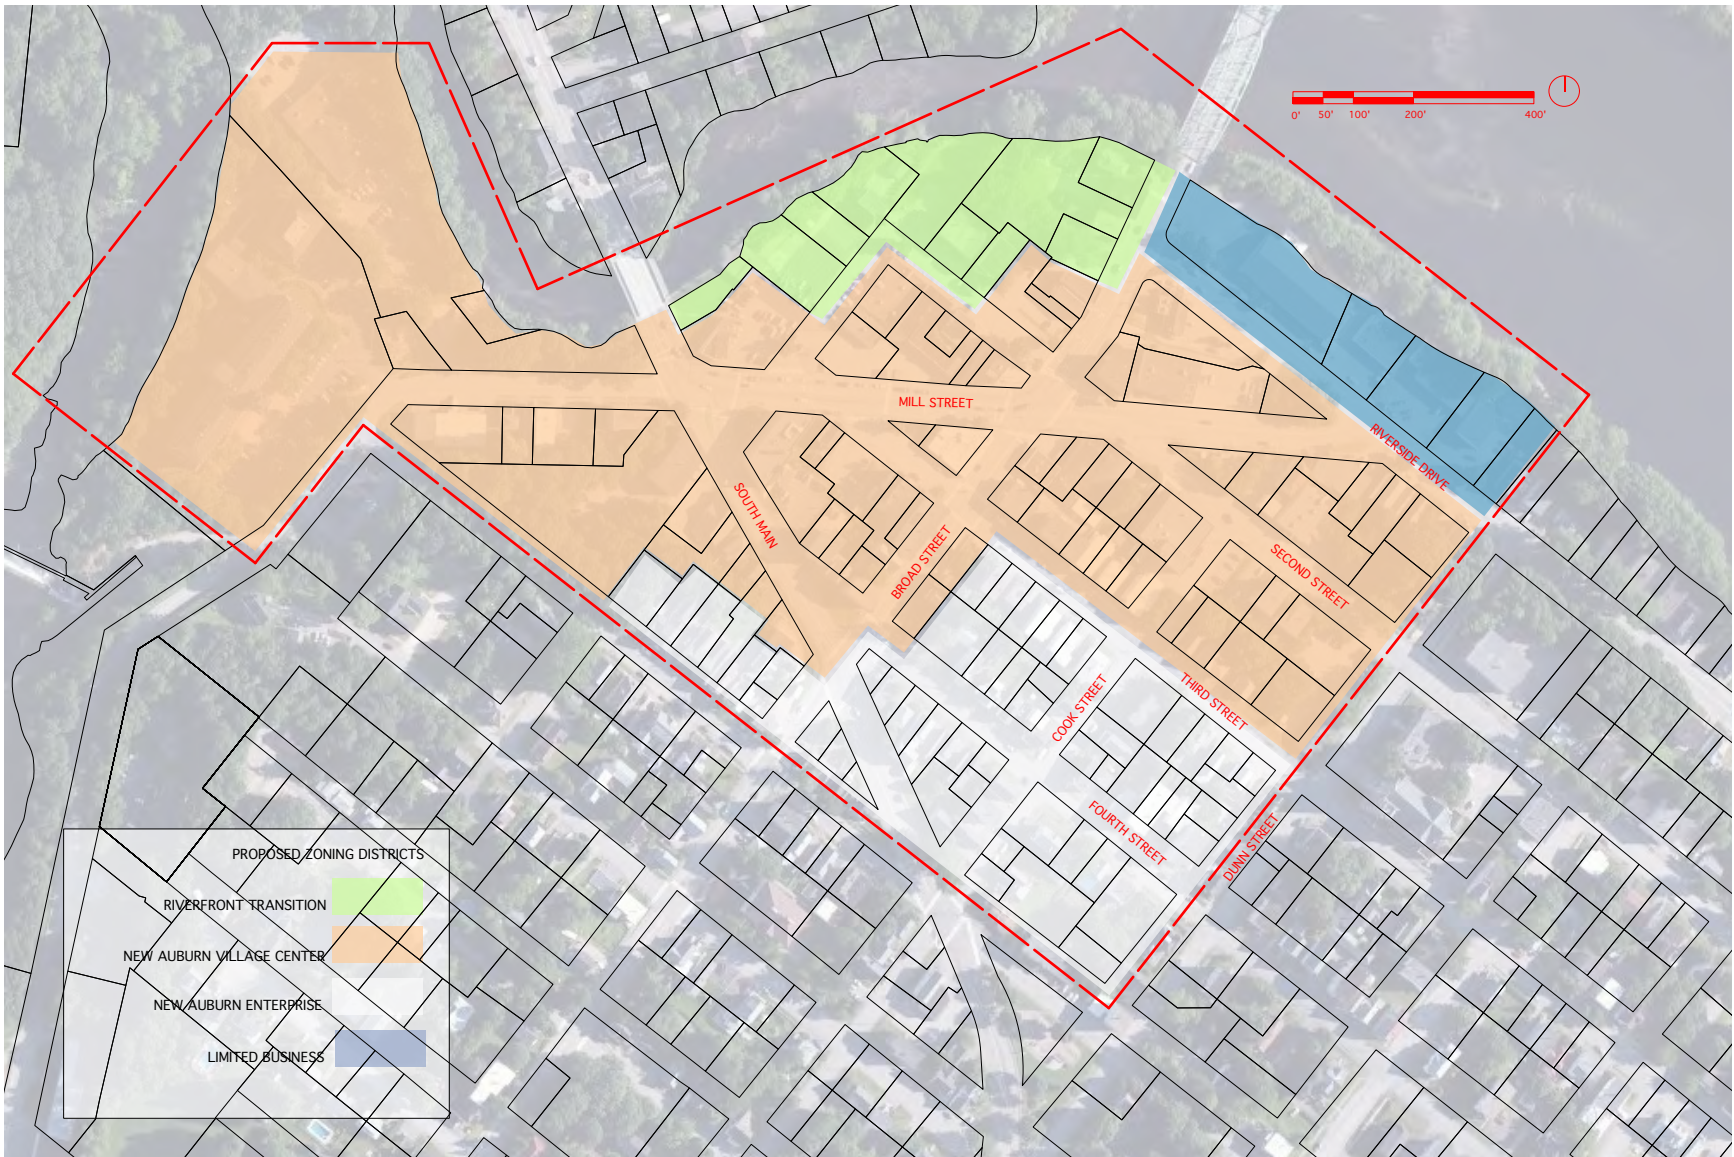 0' 50' 100' 200' 400'
MILL STREET
RIVERSIDE DRIVE
SOUTH MAIN
BROAD STREET
SECOND STREET
COOK STREET
THIRD STREET
FOURTH STREET
DUNN STREET
PROPOSED ZONING DISTRICTS
RIVERFRONT TRANSITION
NEW AUBURN VILLAGE CENTER
NEW AUBURN ENTERPRISE
LIMITED BUSINESS